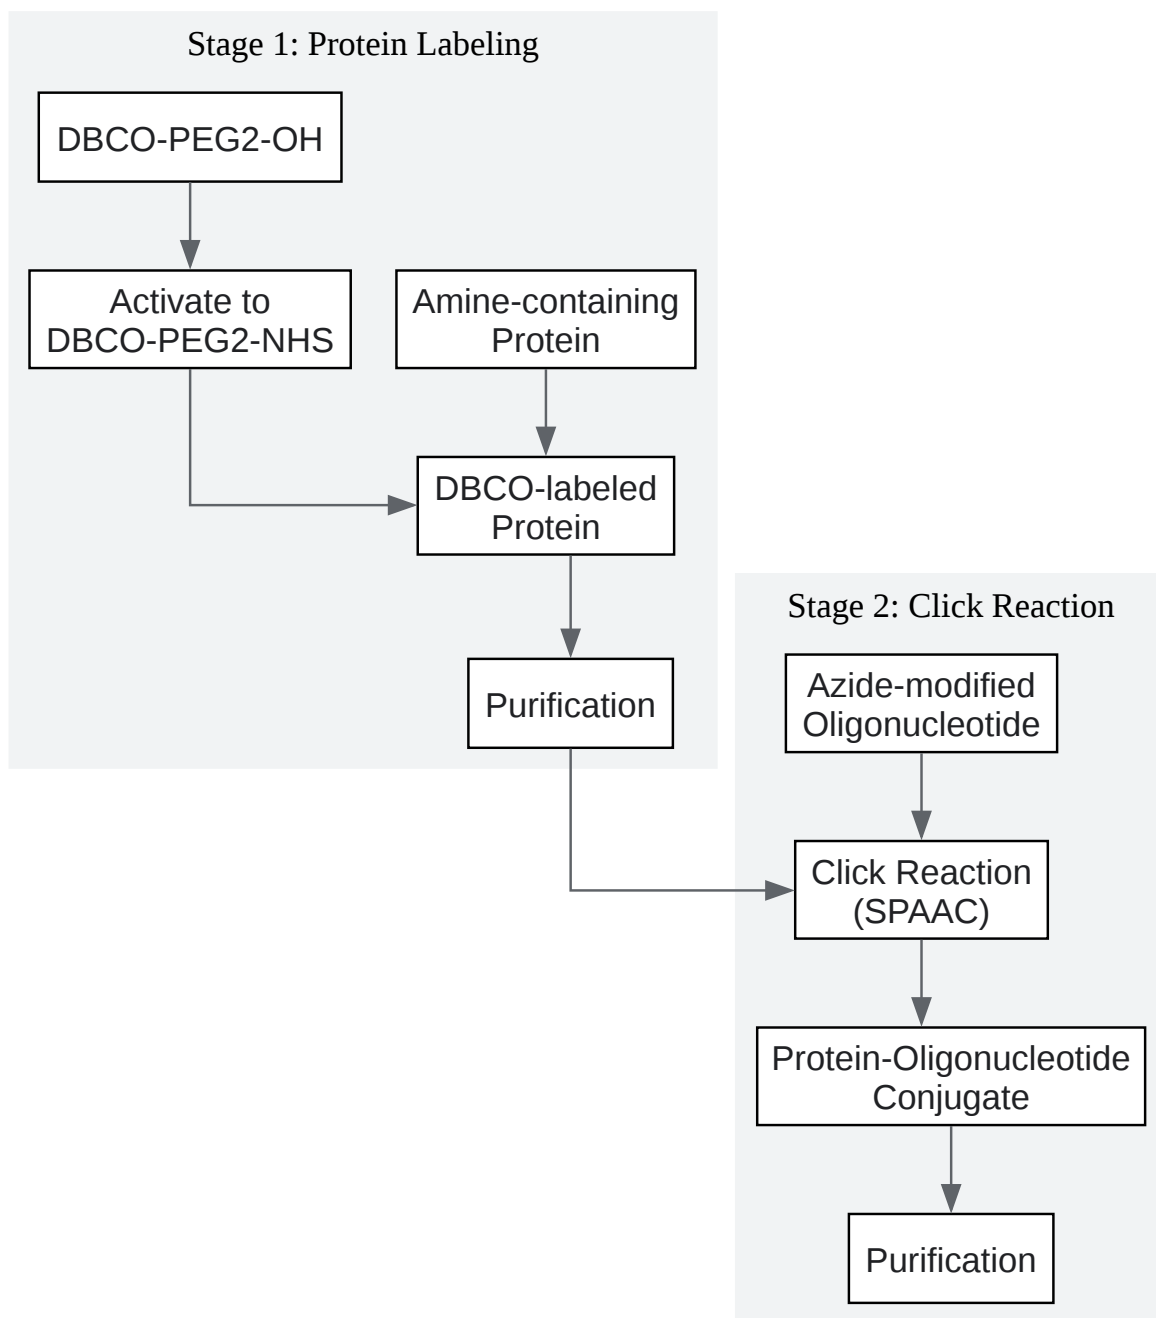 Stage 1: Protein Labeling
DBCO-PEG2-OH
Activate to
DBCO-PEG2-NHS
Amine-containing
Protein
DBCO-labeled
Protein
Purification
Stage 2: Click Reaction
Azide-modified
Oligonucleotide
Click Reaction
(SPAAC)
Protein-Oligonucleotide
Conjugate
Purification